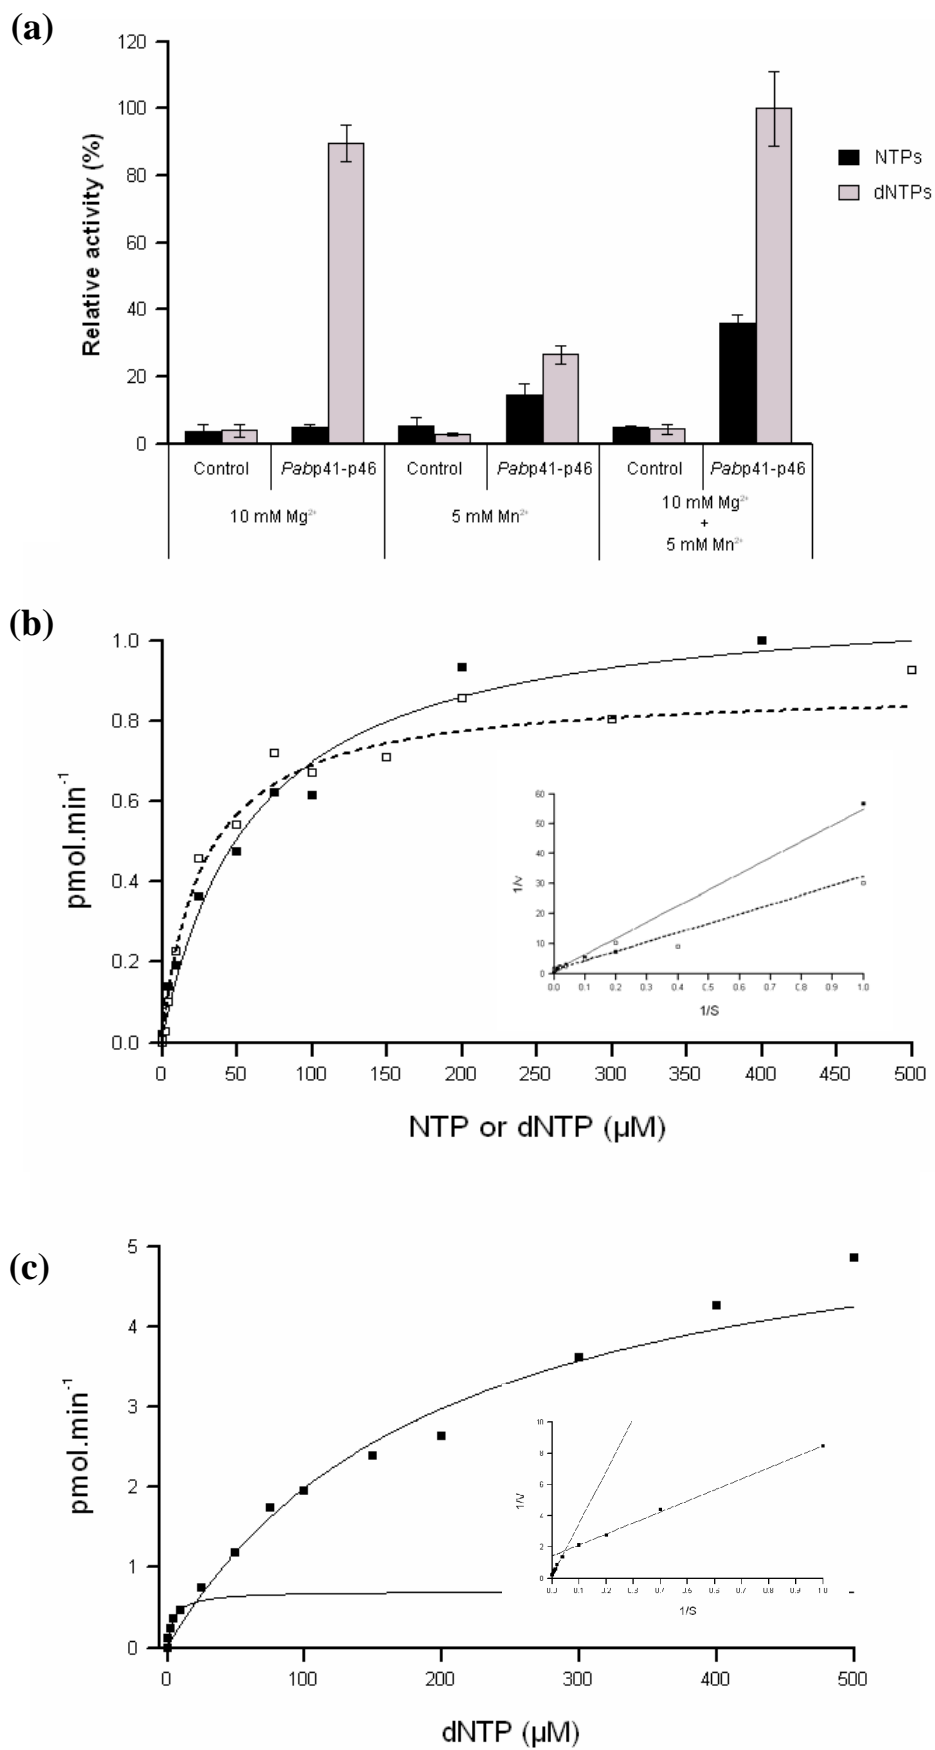 (a)
120
100
80
60
40
20
0
Relative activity (%)
NTPs
dNTPs
Control Pabp41-p46 Control Pabp41-p46 Control Pabp41-p46
10 mM Mg2+ 5 mM Mn2+ 10 mM Mg2+
+
5 mM Mn2+
(b)
1.0
0.8
0.6
0.4
0.2
0.0
pmol.min-1
60
50
40
30
20
10
0
1/V
0.0 0.1 0.2 0.3 0.4 0.5 0.6 0.7 0.8 0.9 1.0
1/S
0 50 100 150 200 250 300 350 400 450 500
NTP or dNTP (µM)
(c)
5
4
3
2
1
0
pmol.min-1
10
8
6
4
2
0
1/V
0.0 0.1 0.2 0.3 0.4 0.5 0.6 0.7 0.8 0.9 1.0
1/S
0 100 200 300 400 500
dNTP (µM)